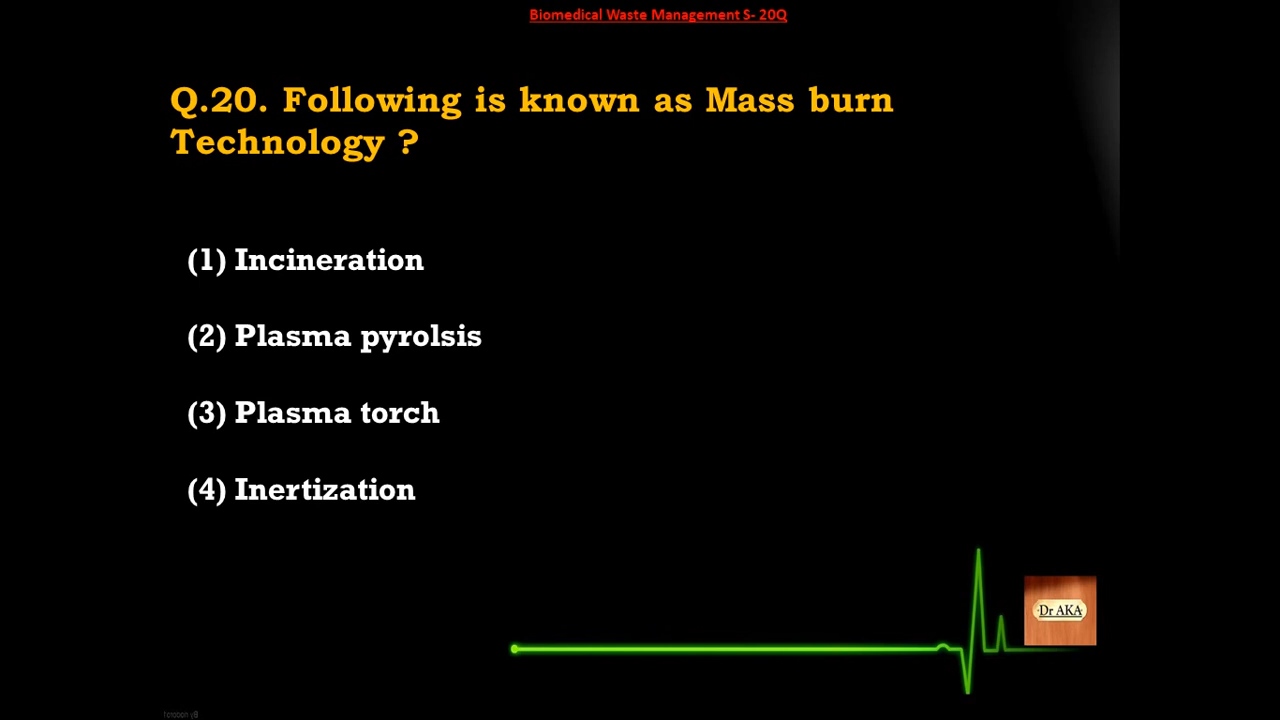 Biomedical Waste Management S- 20Q
Q.20. Following is known as Mass burn
Technology ?
(1) Incineration
(2) Plasma pyrolsis
(3) Plasma torch
(4) Inertization
Dr AKA